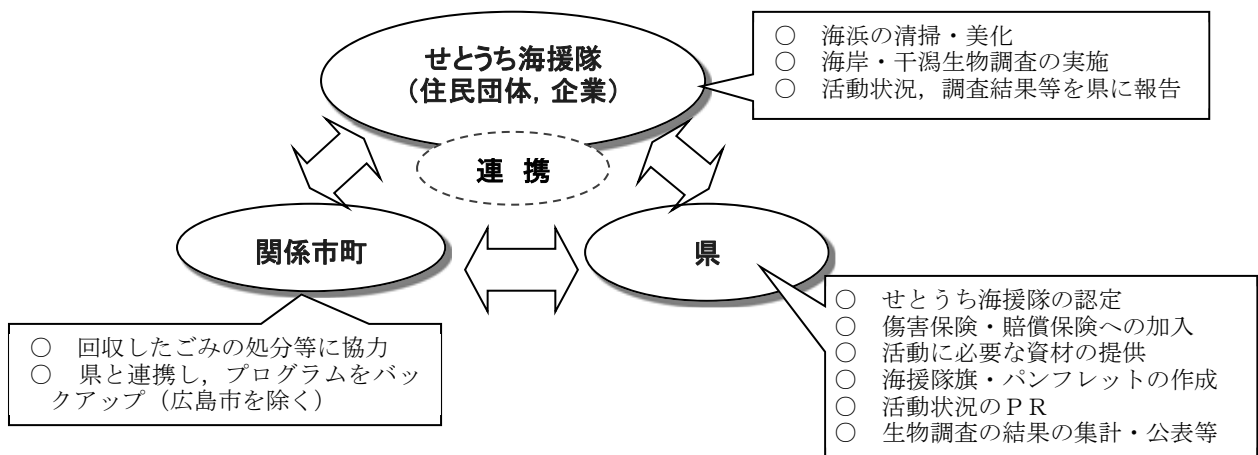 せとうち海援隊
（住民団体，企業）
○　海浜の清掃・美化
○　海岸・干潟生物調査の実施
○　活動状況，調査結果等を県に報告
連 携
関係市町
県
○　回収したごみの処分等に協力
○　県と連携し，プログラムをバッ
クアップ（広島市を除く）
○　せとうち海援隊の認定
○　傷害保険・賠償保険への加入
○　活動に必要な資材の提供
○　海援隊旗・パンフレットの作成
○　活動状況のＰＲ
○　生物調査の結果の集計・公表等